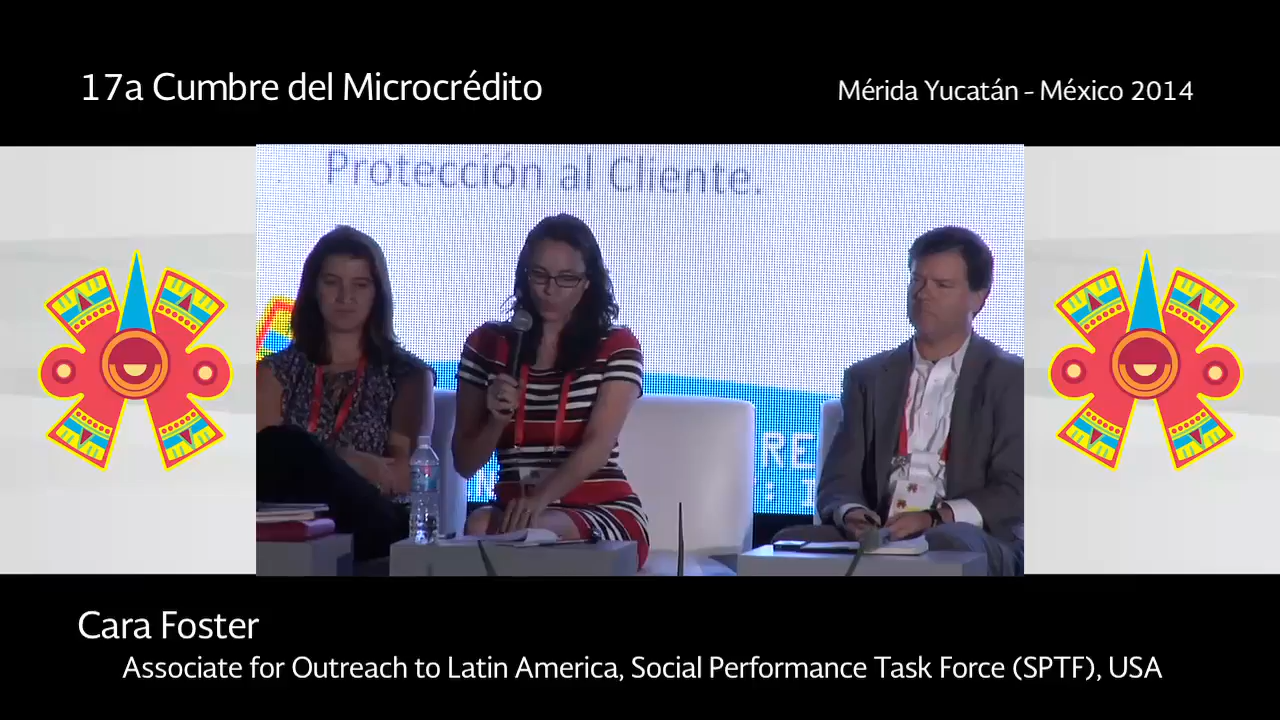 17a Cumbre del Microcrédito
Mérida Yucatán - México 2014
Protección al Cliente.
RE
Cara Foster
Associate for Outreach to Latin America, Social Performance Task Force (SPTF), USA